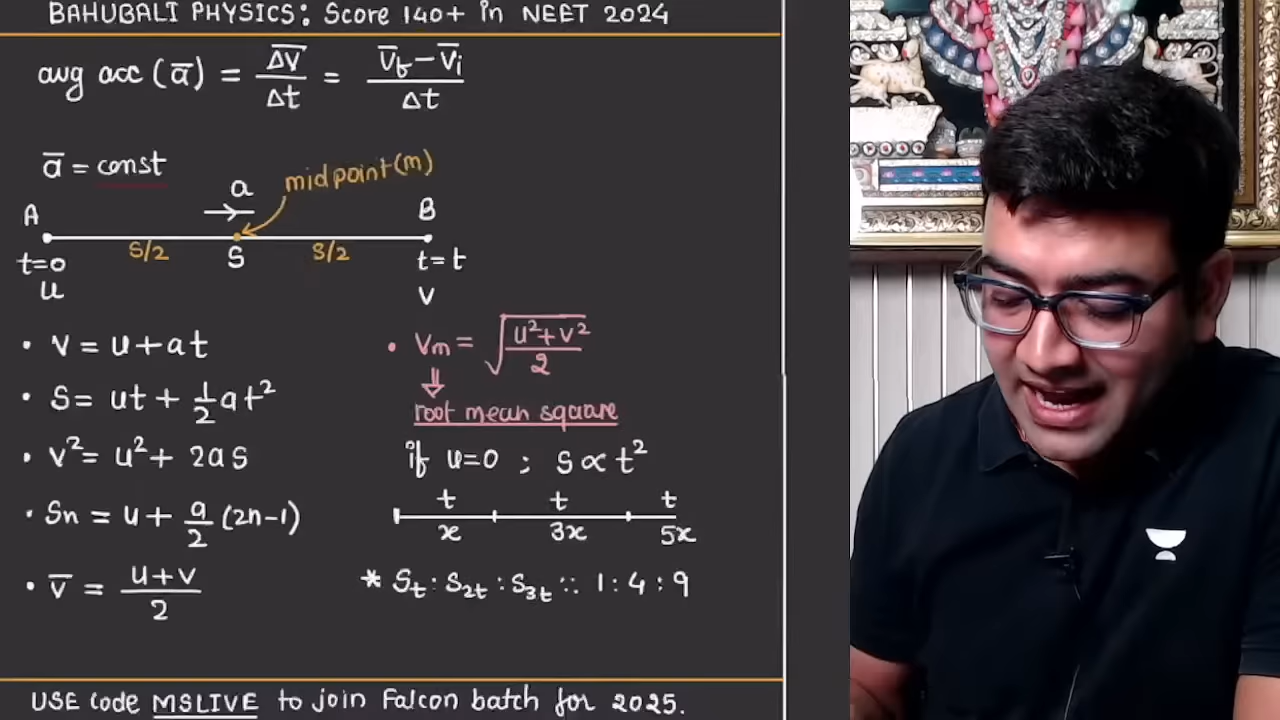 BAHUBALI PHYSICS: Score 140+ in NEET 2024
avg acc (a̅) = Δv̅/Δt = (v̅f − v̅i)/Δt
a̅ = const
midpoint(m)
a
A
B
S/2
S
S/2
t=0
t=t
u
v
• v = u+at
• S= ut + ½at²
• v²= u²+ 2as
• Sn = u + a/2 (2n-1)
• v̅ = (u+v)/2
• Vm = √((u²+v²)/2)
⇓
root mean square
if u=0 ; s ∝ t²
t t t
x 3x 5x
* St : S2t : S3t :: 1 : 4 : 9
USE Code MSLIVE to join Falcon batch for 2025.